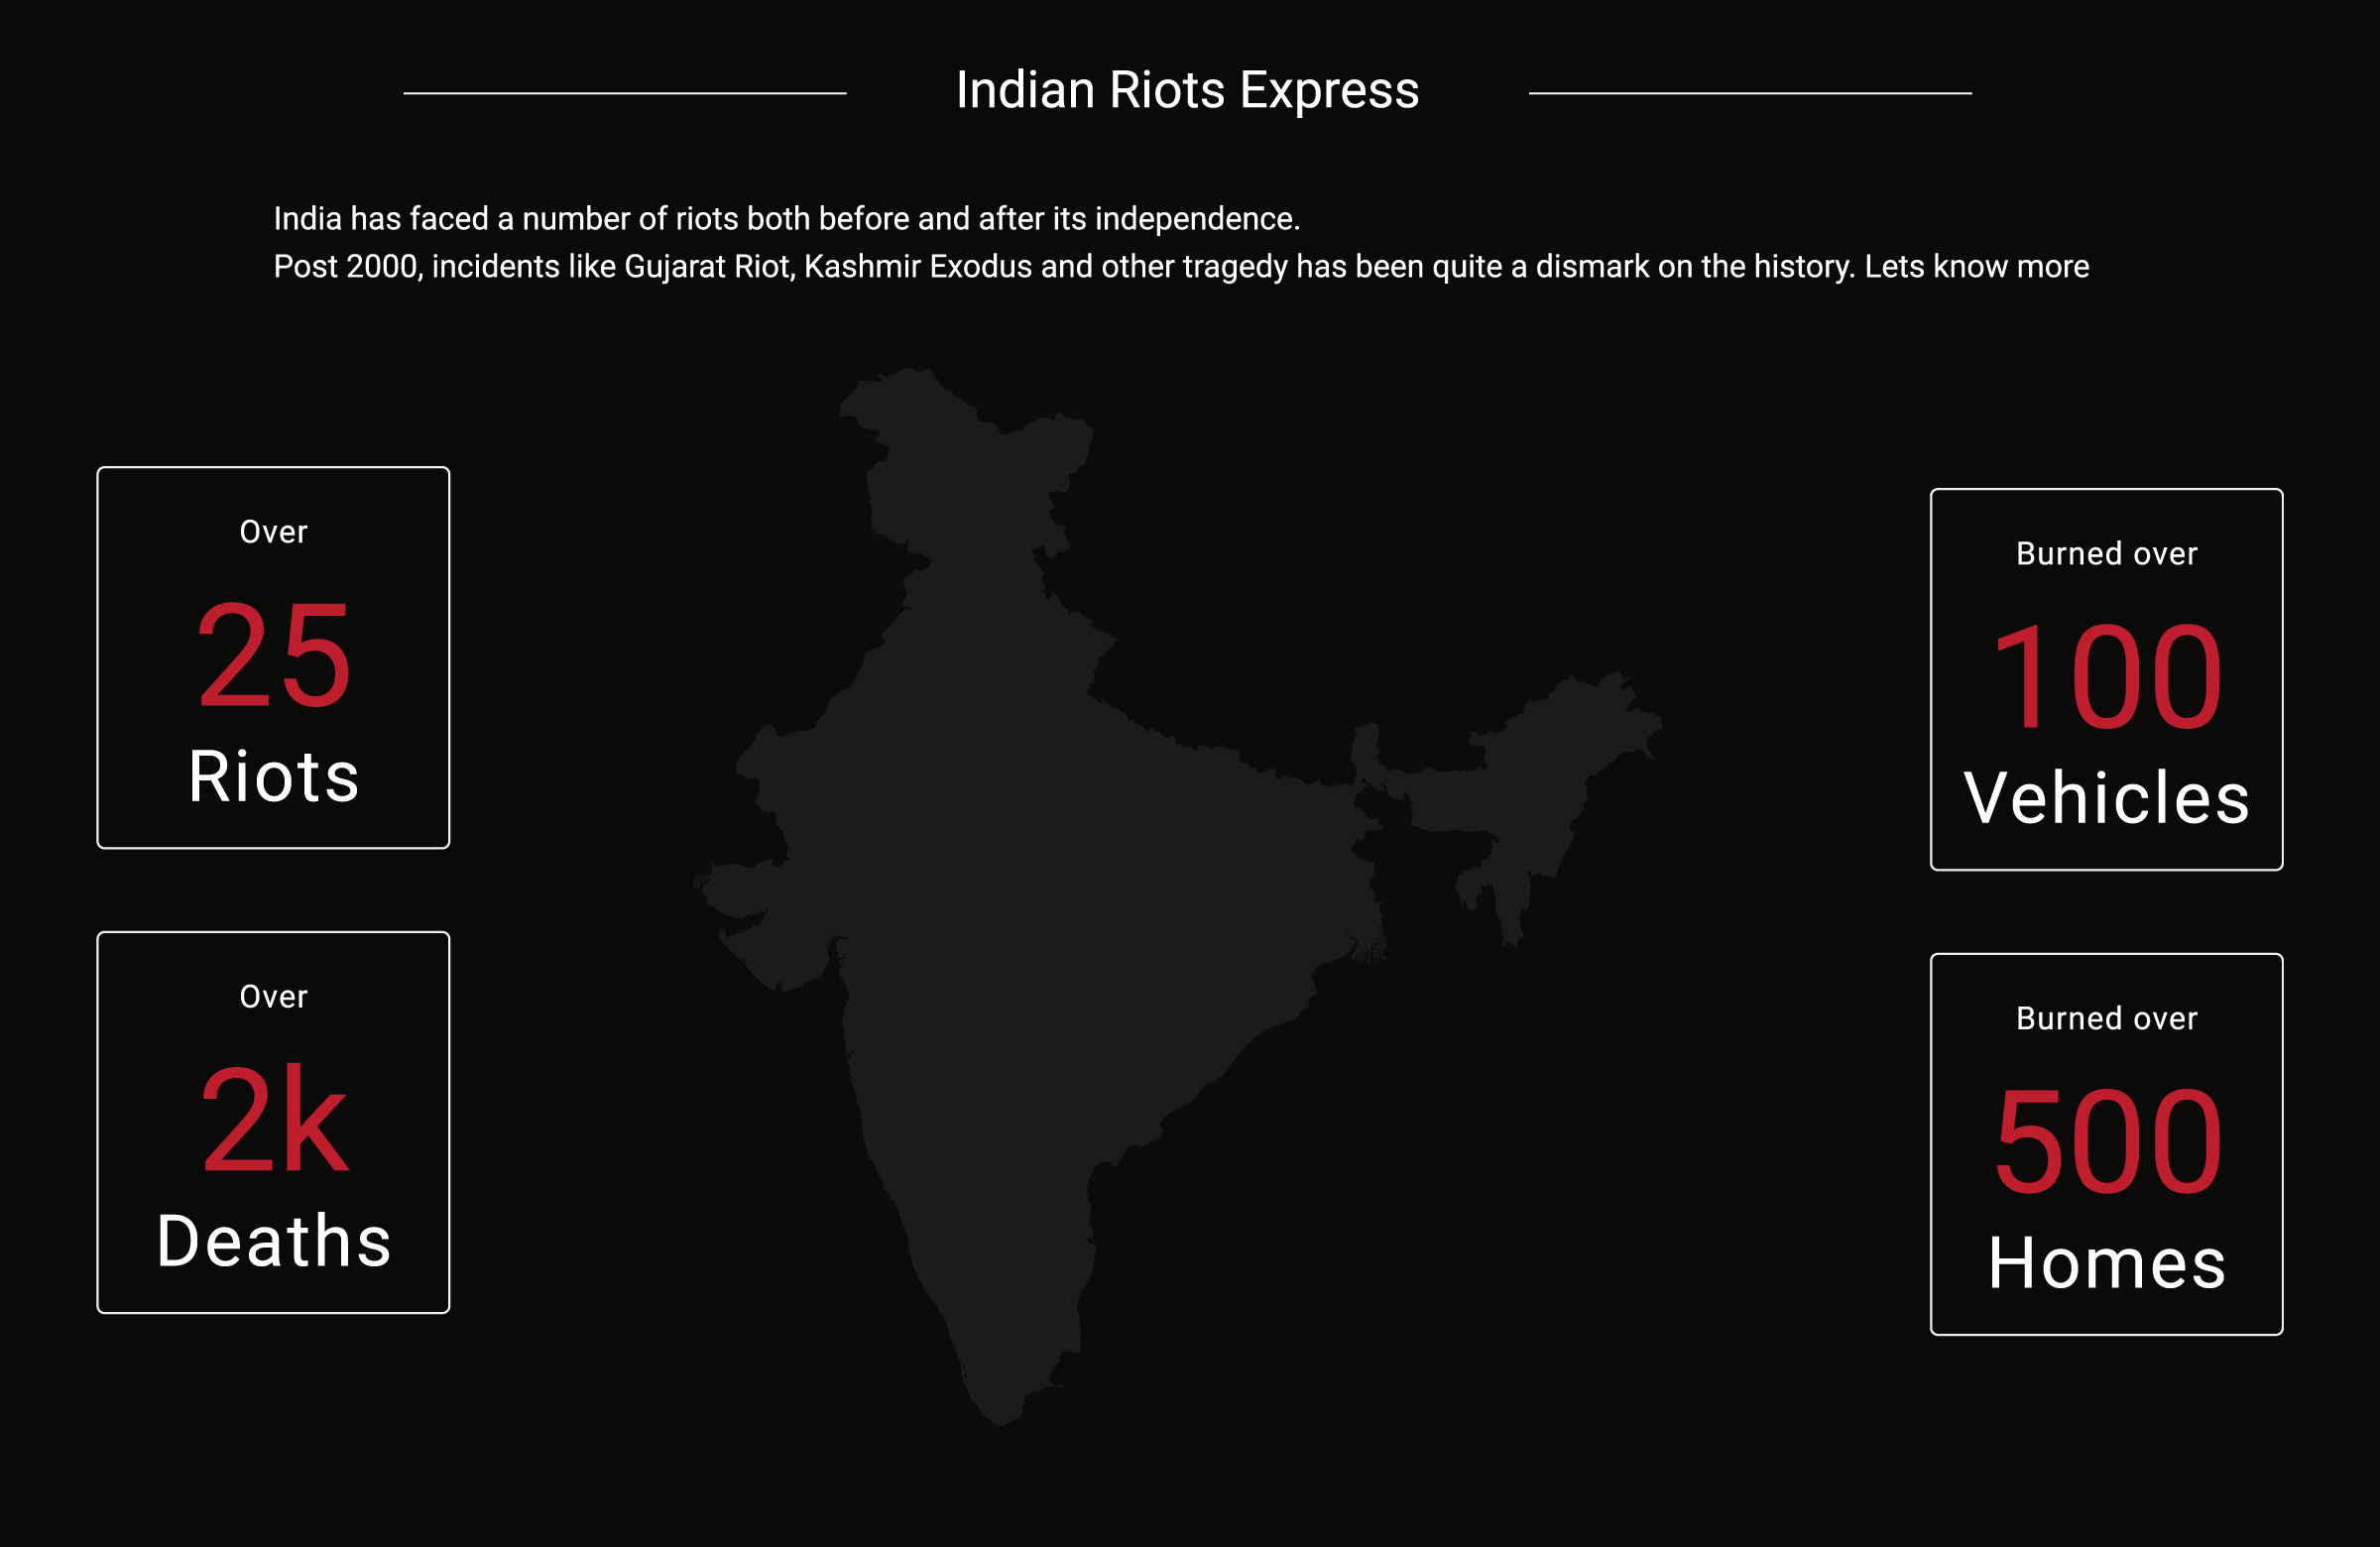 Indian Riots Express
India has faced a number of riots both before and after its independence.
Post 2000, incidents like Gujarat Riot, Kashmir Exodus and other tragedy has been quite a dismark on the history. Lets know more
Over
25
Riots
Over
2k
Deaths
Burned over
100
Vehicles
Burned over
500
Homes